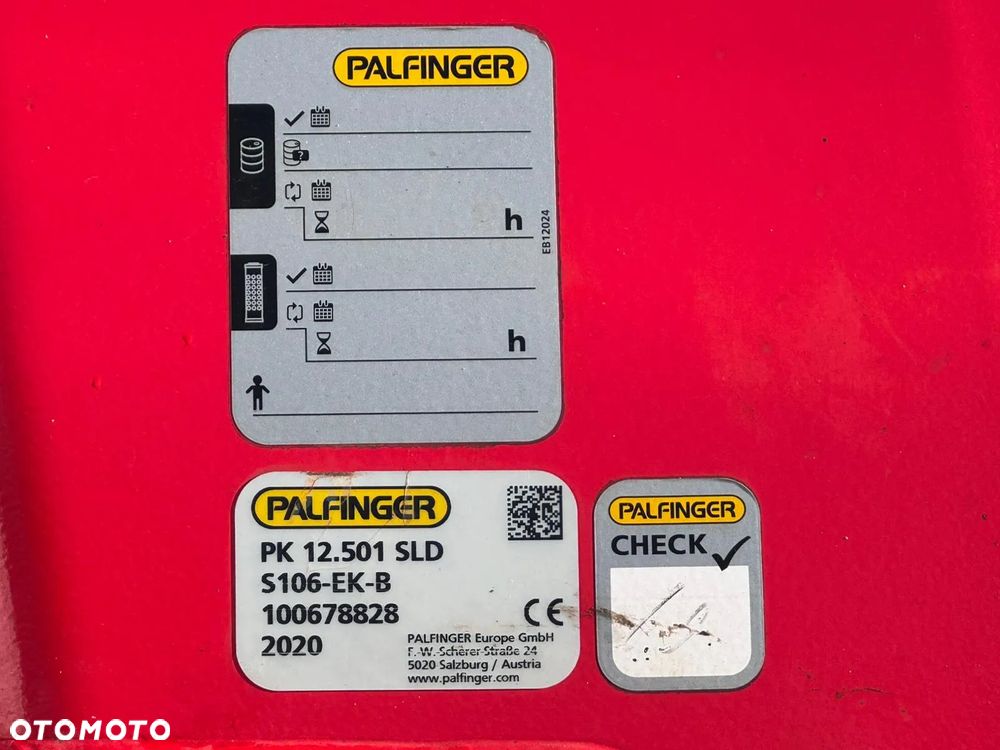 PALFINGER
h
EB12024
h
PALFINGER
PK 12.501 SLD
S106-EK-B
100678828
2020
CE
PALFINGER Europe GmbH
F.-W.-Scherer-Straße 24
5020 Salzburg / Austria
www.palfinger.com
PALFINGER
CHECK
OTOMOTO